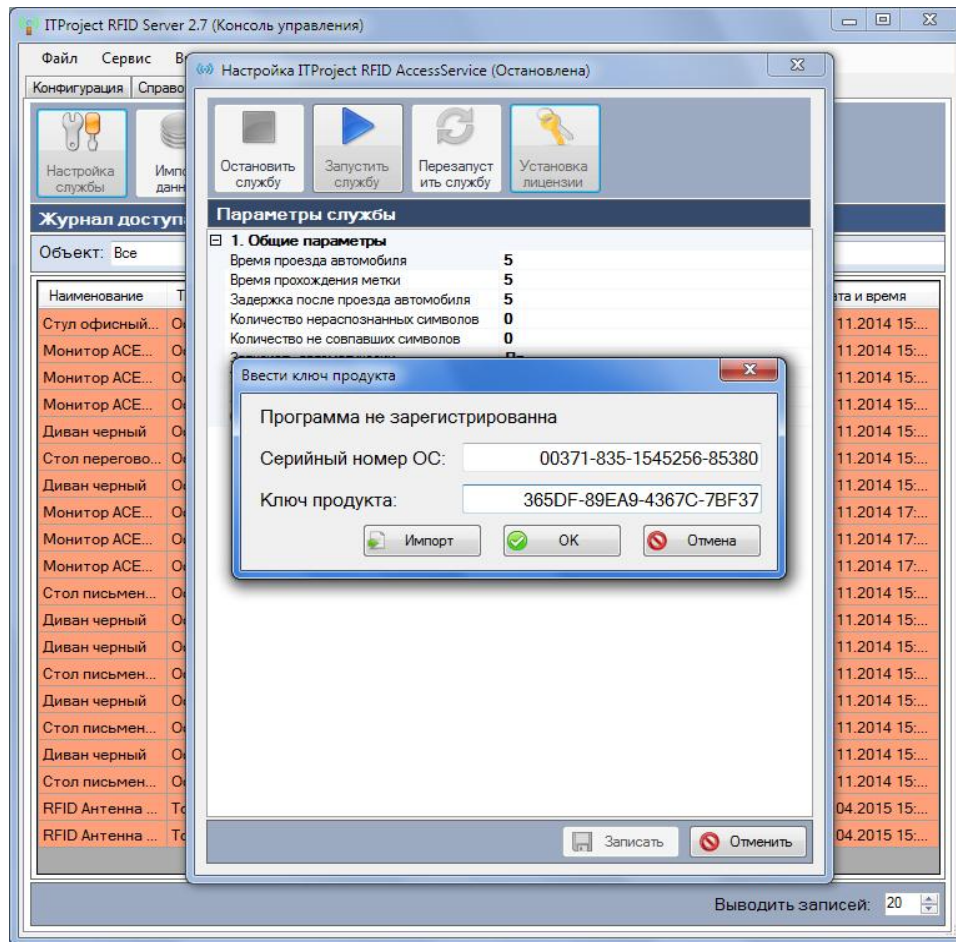 ITProject RFID Server 2.7 (Консоль управления)
Файл Сервис
Настройка ITProject RFID AccessService (Остановлена)
Конфигурация
Настройка службы
Остановить службу
Запустить службу
Перезапуст ить службу
Установка лицензии
Журнал доступа
Параметры службы
Объект: Все
1. Общие параметры
Время проезда автомобиля 5
Время прохождения метки 5
Задержка после проезда автомобиля 5
Количество нераспознанных символов 0
Количество не совпавших символов 0
Ввести ключ продукта
Программа не зарегистрированна
Серийный номер ОС: 00371-835-1545256-85380
Ключ продукта: 365DF-89EA9-4367C-7BF37
Импорт ОК Отмена
Наименование
Стул офисный... 11.2014 15:...
Монитор ACE... 11.2014 15:...
Монитор ACE... 11.2014 15:...
Монитор ACE... 11.2014 15:...
Диван черный 11.2014 15:...
Стол перегово... 11.2014 15:...
Диван черный 11.2014 15:...
Монитор ACE... 11.2014 17:...
Монитор ACE... 11.2014 17:...
Монитор ACE... 11.2014 17:...
Стол письмен... 11.2014 15:...
Диван черный 11.2014 15:...
Диван черный 11.2014 15:...
Стол письмен... 11.2014 15:...
Диван черный 11.2014 15:...
Стол письмен... 11.2014 15:...
Диван черный 11.2014 15:...
Стол письмен... 11.2014 15:...
RFID Антенна ... 04.2015 15:...
RFID Антенна ... 04.2015 15:...
Записать Отменить
Выводить записей: 20